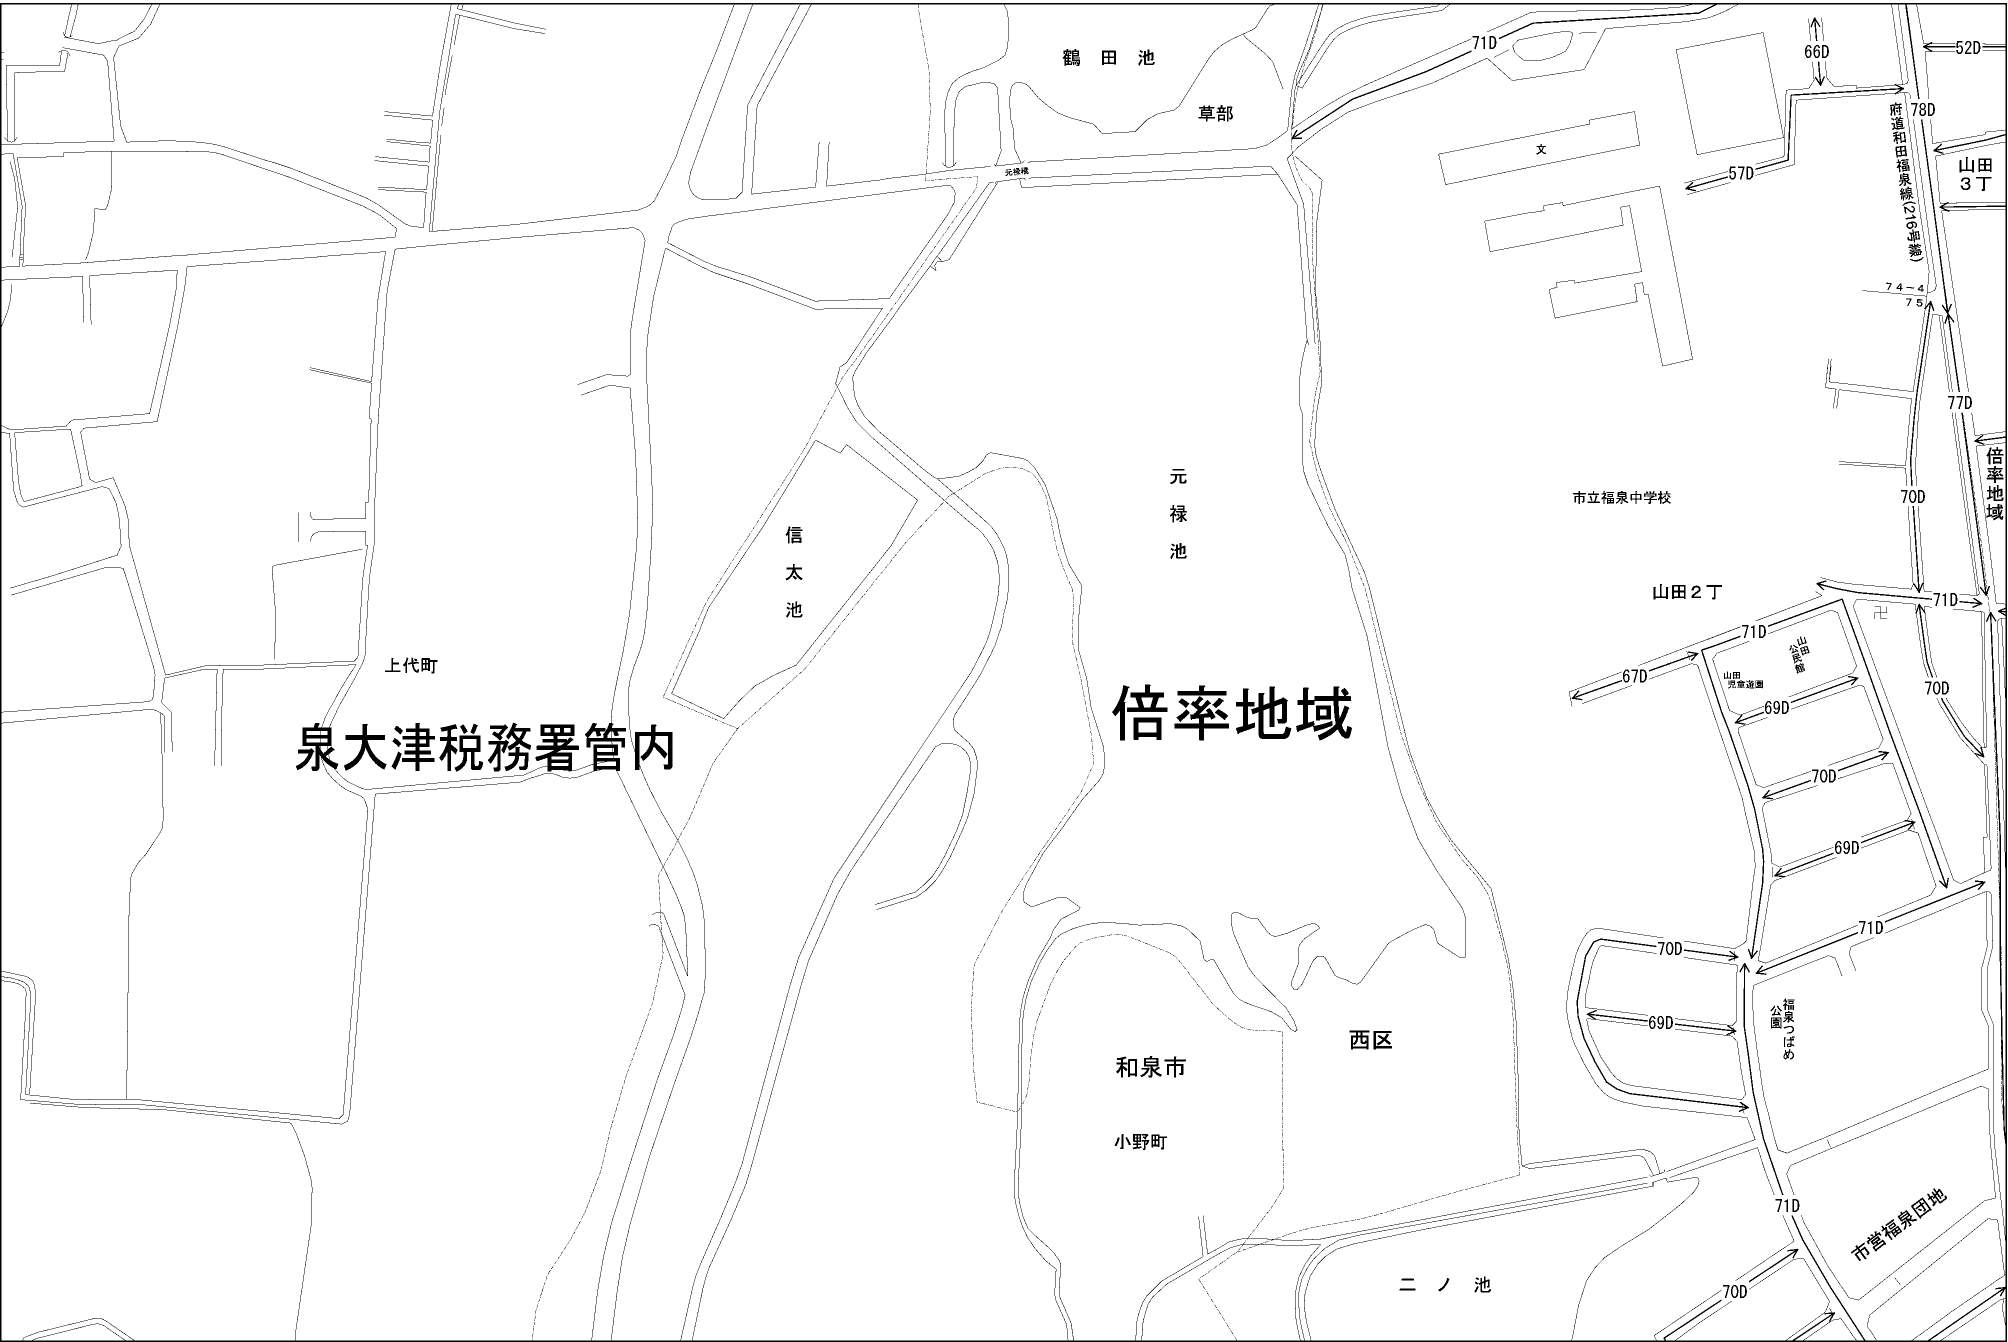 鶴田池
71D
66D
52D
78D
草部
府道和田福泉線(216号線)
文
元禄橋
57D
山田
3丁
74-4
75
77D
倍率地域
元禄池
市立福泉中学校
70D
信太池
山田2丁
71D
卍
71D
山田
公民館
上代町
67D
山田
児童遊園
70D
69D
倍率地域
泉大津税務署管内
70D
69D
71D
70D
福泉つばめ
公園
69D
西区
和泉市
小野町
71D
市営福泉団地
二ノ池
70D